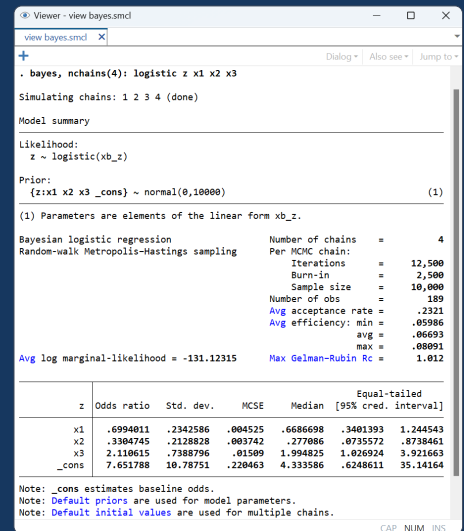 Viewer - view bayes.smcl
view bayes.smcl ×
+ Dialog Also see Jump to
. bayes, nchains(4): logistic z x1 x2 x3
Simulating chains: 1 2 3 4 (done)
Model summary
Likelihood:
z ~ logistic(xb_z)
Prior:
{z:x1 x2 x3 _cons} ~ normal(0,10000) (1)
(1) Parameters are elements of the linear form xb_z.
Bayesian logistic regression Number of chains = 4
Random-walk Metropolis–Hastings sampling Per MCMC chain:
Iterations = 12,500
Burn-in = 2,500
Sample size = 10,000
Number of obs = 189
Avg acceptance rate = .2321
Avg efficiency: min = .05986
avg = .06693
max = .08091
Avg log marginal-likelihood = -131.12315 Max Gelman-Rubin Rc = 1.012
Equal-tailed
z Odds ratio Std. dev. MCSE Median [95% cred. interval]
x1 .6994011 .2342586 .004525 .6686698 .3401393 1.244543
x2 .3304745 .2128828 .003742 .277086 .0735572 .8738461
x3 2.110615 .7388796 .01509 1.994825 1.026924 3.921663
_cons 7.651788 10.78751 .220463 4.333586 .6248611 35.14164
Note: _cons estimates baseline odds.
Note: Default priors are used for model parameters.
Note: Default initial values are used for multiple chains.
CAP NUM INS